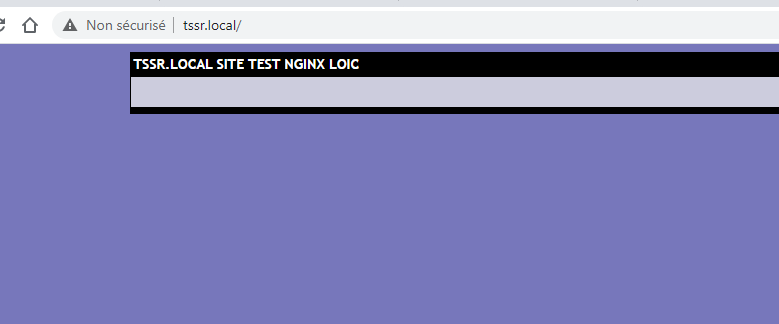 Non sécurisé | tssr.local/
TSSR.LOCAL SITE TEST NGINX LOIC